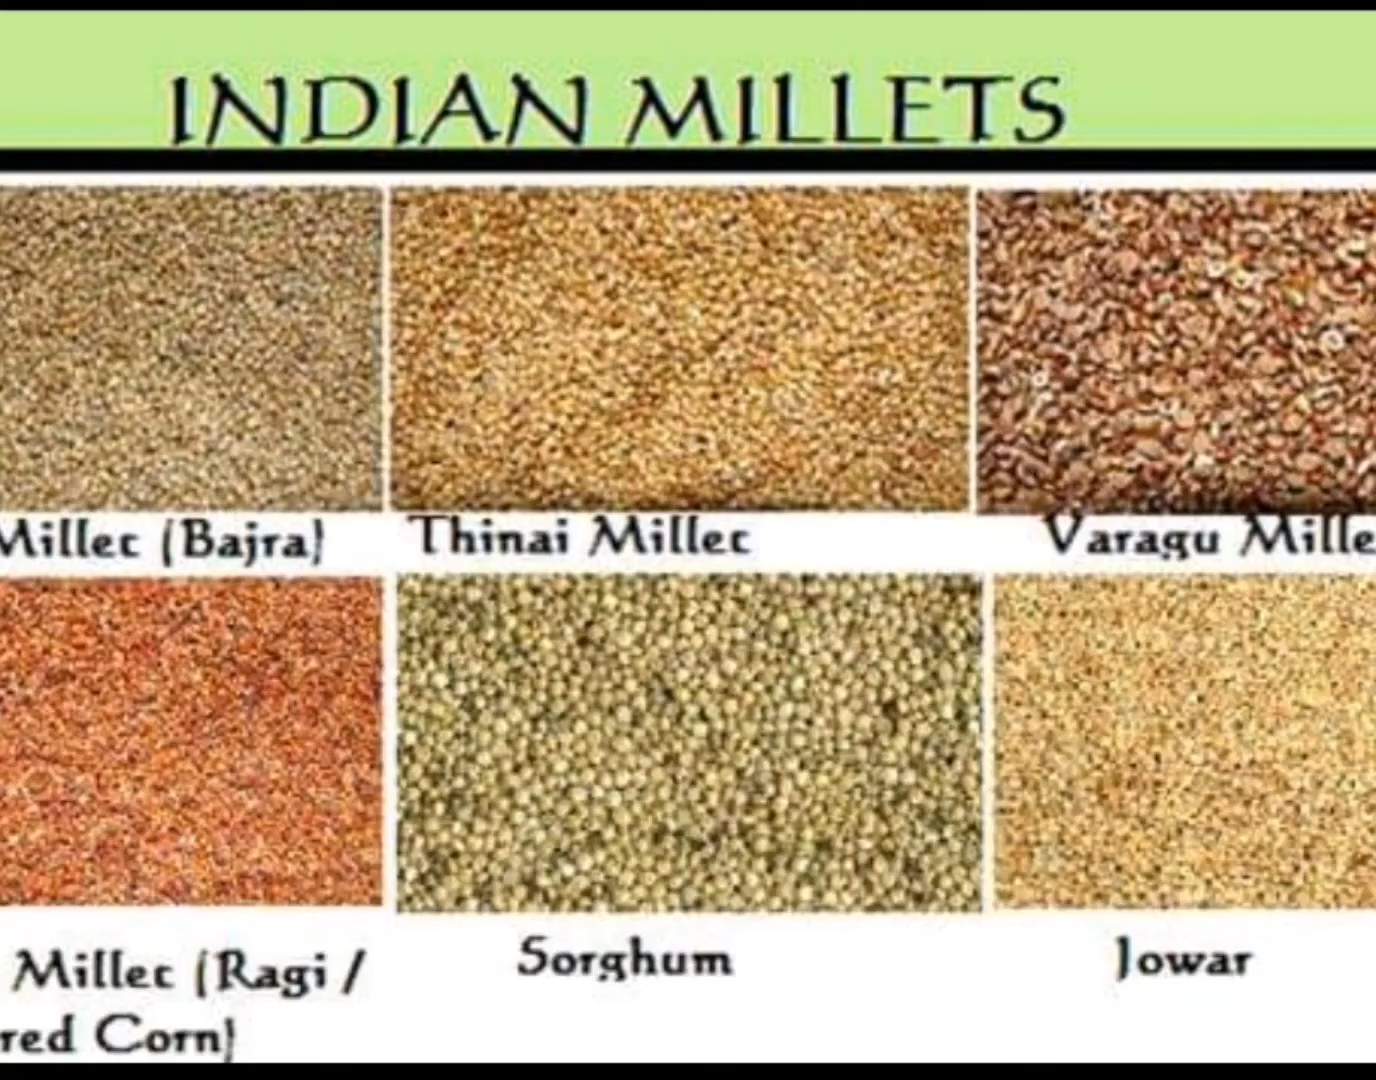 INDIAN MILLETS
Millet (Bajra)
Thinai Millet
Varagu Mille
Millet (Ragi /
red Corn)
Sorghum
Jowar